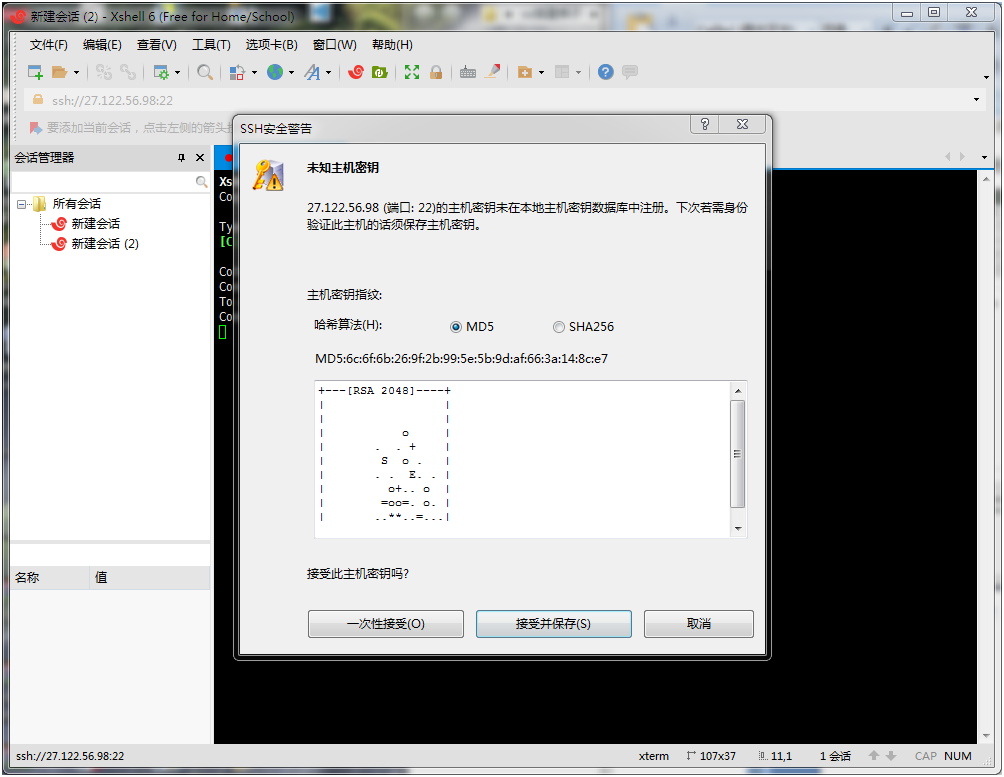 新建会话 (2) - Xshell 6 (Free for Home/School)
文件(F) 编辑(E) 查看(V) 工具(T) 选项卡(B) 窗口(W) 帮助(H)
ssh://27.122.56.98:22
要添加当前会话，点击左侧的箭头
会话管理器
所有会话
新建会话
新建会话 (2)
名称 值
Xs
Co
Ty
[C
Co
Co
To
Co
SSH安全警告
未知主机密钥
27.122.56.98 (端口: 22)的主机密钥未在本地主机密钥数据库中注册。下次若需身份
验证此主机的话须保存主机密钥。
主机密钥指纹:
哈希算法(H): MD5 SHA256
MD5:6c:6f:6b:26:9f:2b:99:5e:5b:9d:af:66:3a:14:8c:e7
+---[RSA 2048]----+
|                 |
|                 |
|            o    |
|        .  . +   |
|         S  o .  |
|        . .  E. .|
|          o+.. o |
|         =oo=. o.|
|        ..**..=...|
接受此主机密钥吗?
一次性接受(O) 接受并保存(S) 取消
ssh://27.122.56.98:22 xterm 107x37 11,1 1 会话 CAP NUM